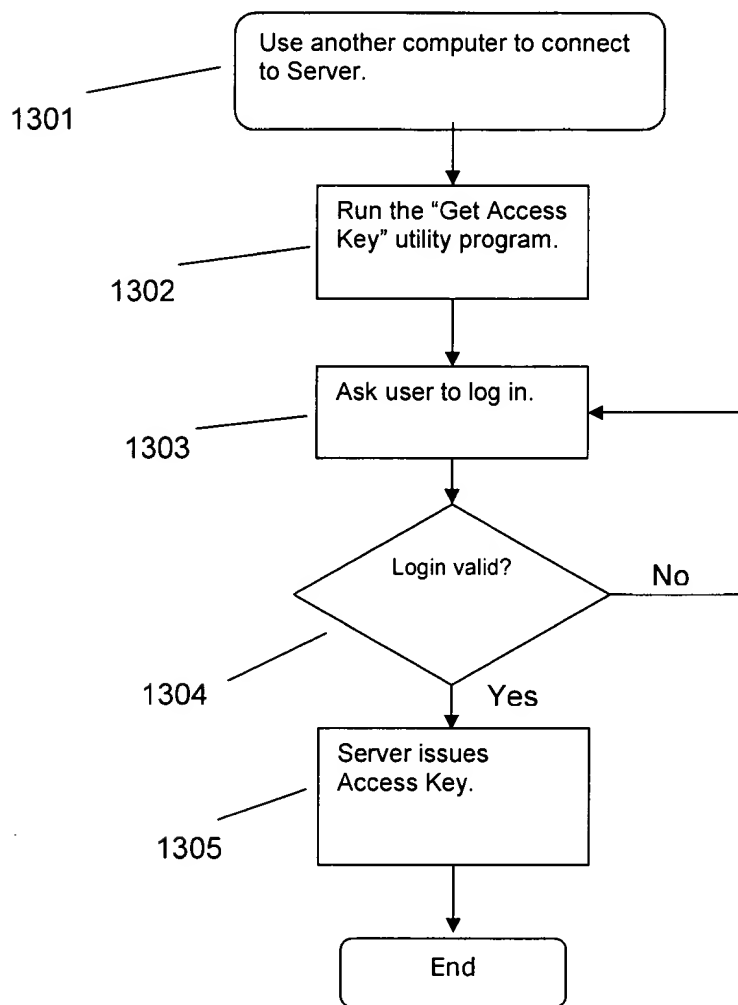 Use another computer to connect
to Server.
1301
Run the “Get Access
Key” utility program.
1302
Ask user to log in.
1303
Login valid?
No
1304
Yes
Server issues
Access Key.
1305
End